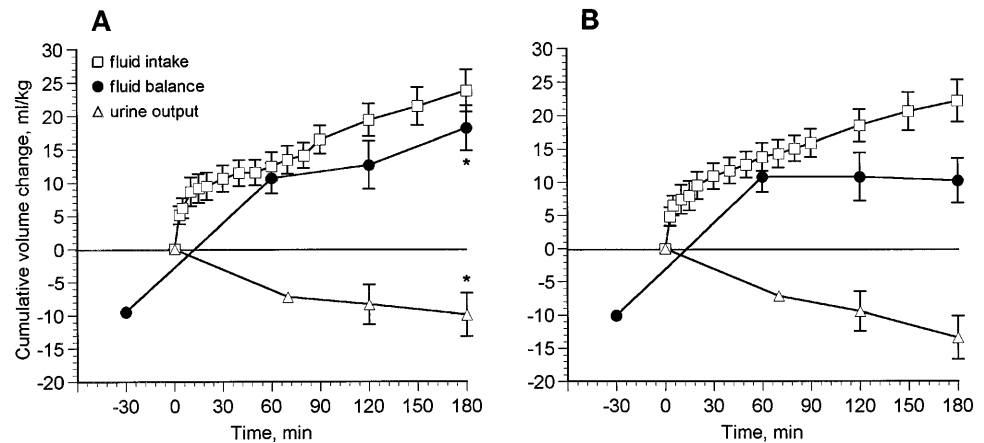 A
B
Cumulative volume change, ml/kg
30
25
20
15
10
5
0
-5
-10
-15
-20
fluid intake
fluid balance
urine output
*
*
-30 0 30 60 90 120 150 180
Time, min
30
25
20
15
10
5
0
-5
-10
-15
-20
-30 0 30 60 90 120 150 180
Time, min